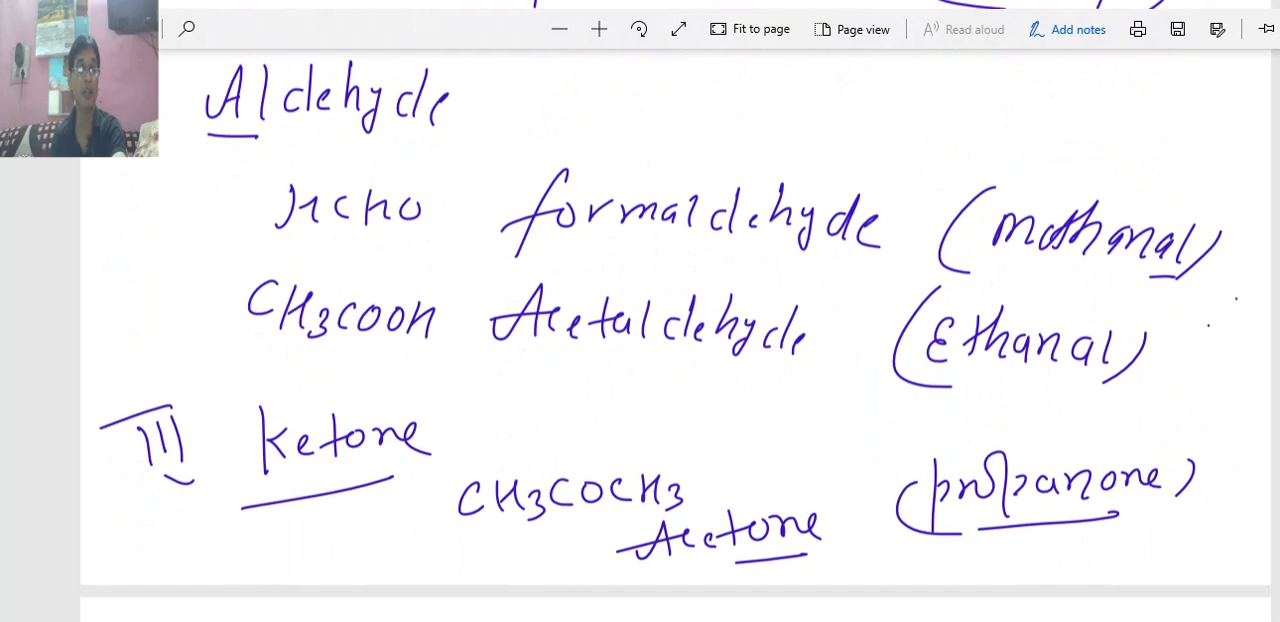 Fit to page Page view Read aloud Add notes
Aldehyde
HCHO formaldehyde (methanal)
CH3COOH Acetaldehyde (Ethanal)
III Ketone
CH3COCH3 (propanone)
Acetone